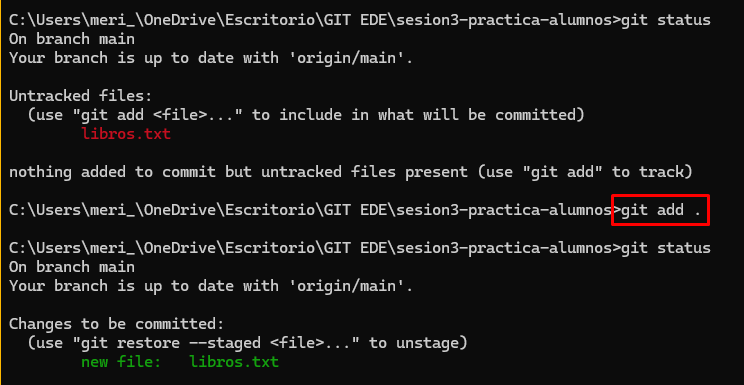 C:\Users\meri_\OneDrive\Escritorio\GIT EDE\sesion3-practica-alumnos>git status
On branch main
Your branch is up to date with 'origin/main'.
Untracked files:
(use "git add <file>..." to include in what will be committed)
libros.txt
nothing added to commit but untracked files present (use "git add" to track)
C:\Users\meri_\OneDrive\Escritorio\GIT EDE\sesion3-practica-alumnos>git add .
C:\Users\meri_\OneDrive\Escritorio\GIT EDE\sesion3-practica-alumnos>git status
On branch main
Your branch is up to date with 'origin/main'.
Changes to be committed:
(use "git restore --staged <file>..." to unstage)
new file:   libros.txt